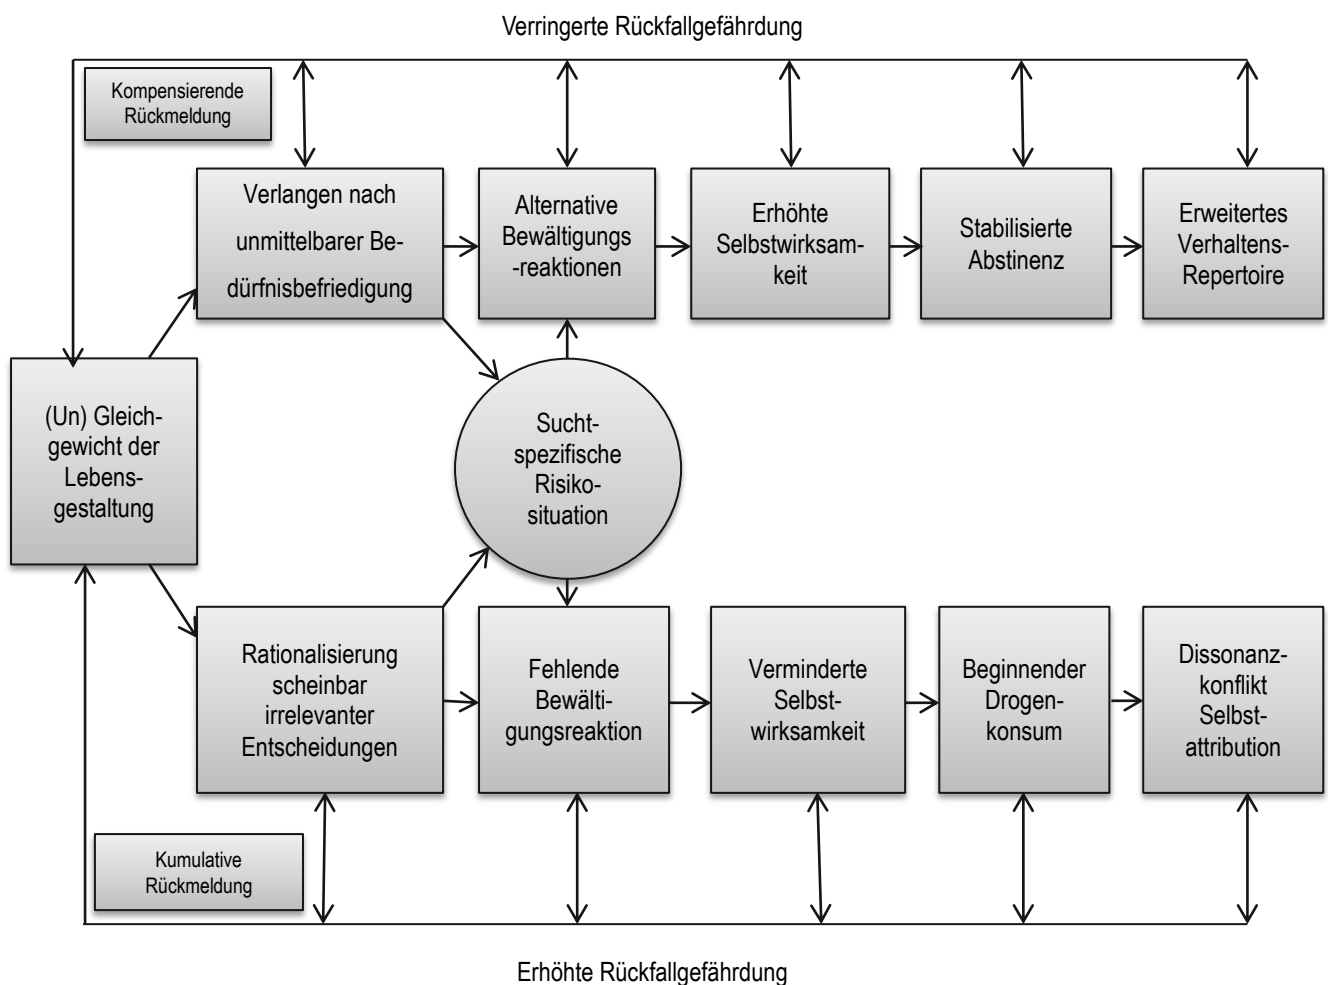 Verringerte Rückfallgefährdung
Kompensierende
Rückmeldung
Verlangen nach
unmittelbarer Be-
dürfnisbefriedigung
Alternative
Bewältigungs
-reaktionen
Erhöhte
Selbstwirksam-
keit
Stabilisierte
Abstinenz
Erweitertes
Verhaltens-
Repertoire
(Un) Gleich-
gewicht der
Lebens-
gestaltung
Sucht-
spezifische
Risiko-
situation
Rationalisierung
scheinbar
irrelevanter
Entscheidungen
Fehlende
Bewälti-
gungsreaktion
Verminderte
Selbst-
wirksamkeit
Beginnender
Drogen-
konsum
Dissonanz-
konflikt
Selbst-
attribution
Kumulative
Rückmeldung
Erhöhte Rückfallgefährdung